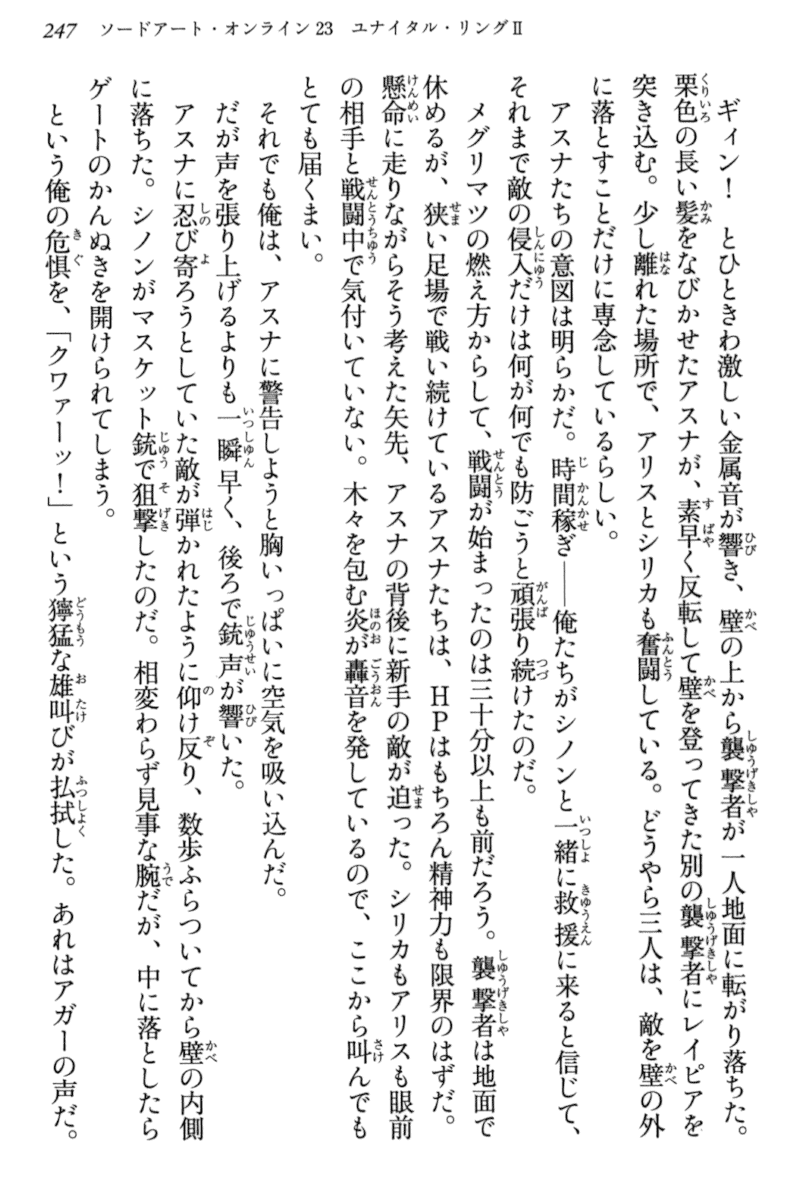 247 ソードアート・オンライン23 ユナイタル・リングⅡ
ギィン！　とひときわ激しい金属音が響き、壁の上から襲撃者が一人地面に転がり落ちた。
栗色の長い髪をなびかせたアスナが、素早く反転して壁を登ってきた別の襲撃者にレイピアを
突き込む。少し離れた場所で、アリスとシリカも奮闘している。どうやら三人は、敵を壁の外
に落とすことだけに専念しているらしい。
アスナたちの意図は明らかだ。時間稼ぎ――俺たちがシノンと一緒に救援に来ると信じて、
それまで敵の侵入だけは何が何でも防ごうと頑張り続けたのだ。
メグリマツの燃え方からして、戦闘が始まったのは三十分以上も前だろう。襲撃者は地面で
休めるが、狭い足場で戦い続けているアスナたちは、HPはもちろん精神力も限界のはずだ。
懸命に走りながらそう考えた矢先、アスナの背後に新手の敵が迫った。シリカもアリスも眼前
の相手と戦闘中で気付いていない。木々を包む炎が轟音を発しているので、ここから叫んでも
とても届くまい。
それでも俺は、アスナに警告しようと胸いっぱいに空気を吸い込んだ。
だが声を張り上げるよりも一瞬早く、後ろで銃声が響いた。
アスナに忍び寄ろうとしていた敵が弾かれたように仰け反り、数歩ふらついてから壁の内側
に落ちた。シノンがマスケット銃で狙撃したのだ。相変わらず見事な腕だが、中に落としたら
ゲートのかんぬきを開けられてしまう。
という俺の危惧を、「クワァーッ！」という獰猛な雄叫びが払拭した。あれはアガーの声だ。